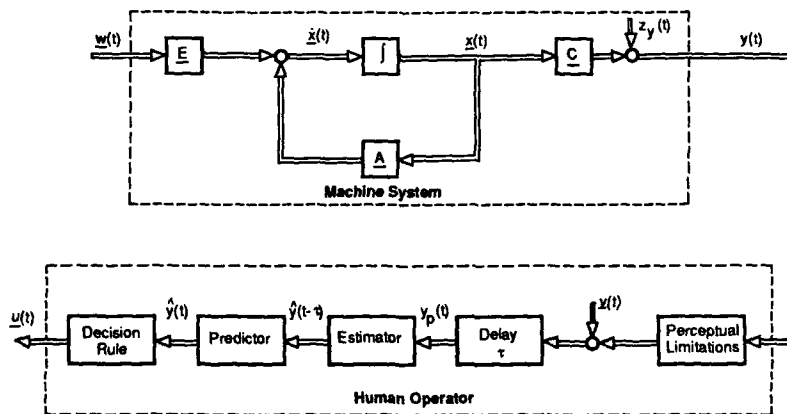 w(t)
E
ẋ(t)
∫
x(t)
C
z_y(t)
y(t)
A
Machine System
u(t)
Decision Rule
ŷ(t)
Predictor
ŷ(t-τ)
Estimator
y_p(t)
Delay τ
v(t)
Perceptual Limitations
Human Operator